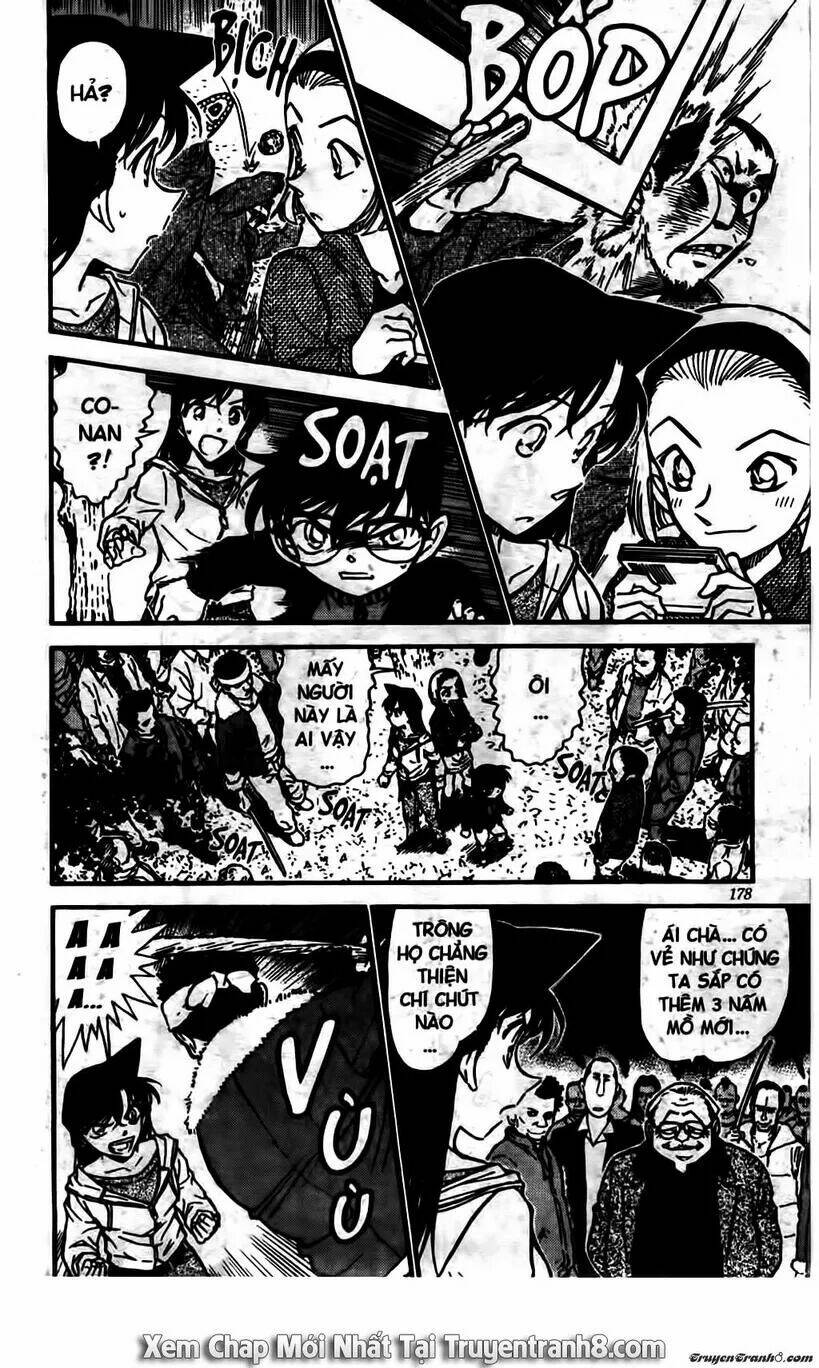 BỊCH
HẢ?
BỐP
CO-
NAN
?!
SOẠT
MẤY
NGƯỜI
NÀY LÀ
AI VẬY
...
ÔI
...
SOẠT
SOẠT
SOẠT
178
A A
A A
A...
VÙÙ
TRÔNG
HỌ CHẲNG
THIỆN
CHÍ CHÚT
NÀO
...
ÁI CHÀ... CÓ
VẺ NHƯ CHÚNG
TA SẮP CÓ
THÊM 3 NẤM
MỒ MỚI...
Xem Chap Mới Nhất Tại Truyentranh8.com
TruyenTranh8.com